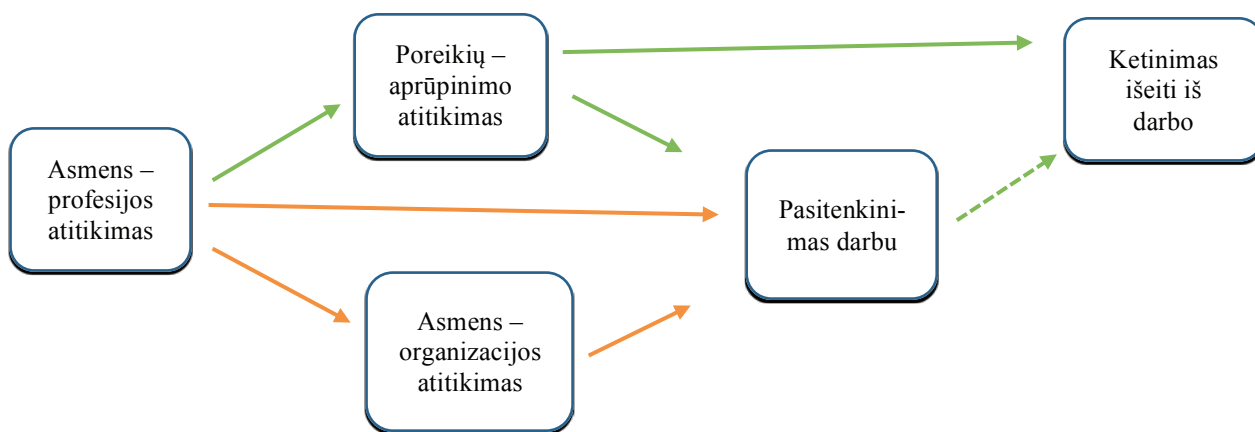 Asmens –
profesijos
atitikimas
Poreikių –
aprūpinimo
atitikimas
Asmens –
organizacijos
atitikimas
Pasitenkini-
mas darbu
Ketinimas
išeiti iš
darbo